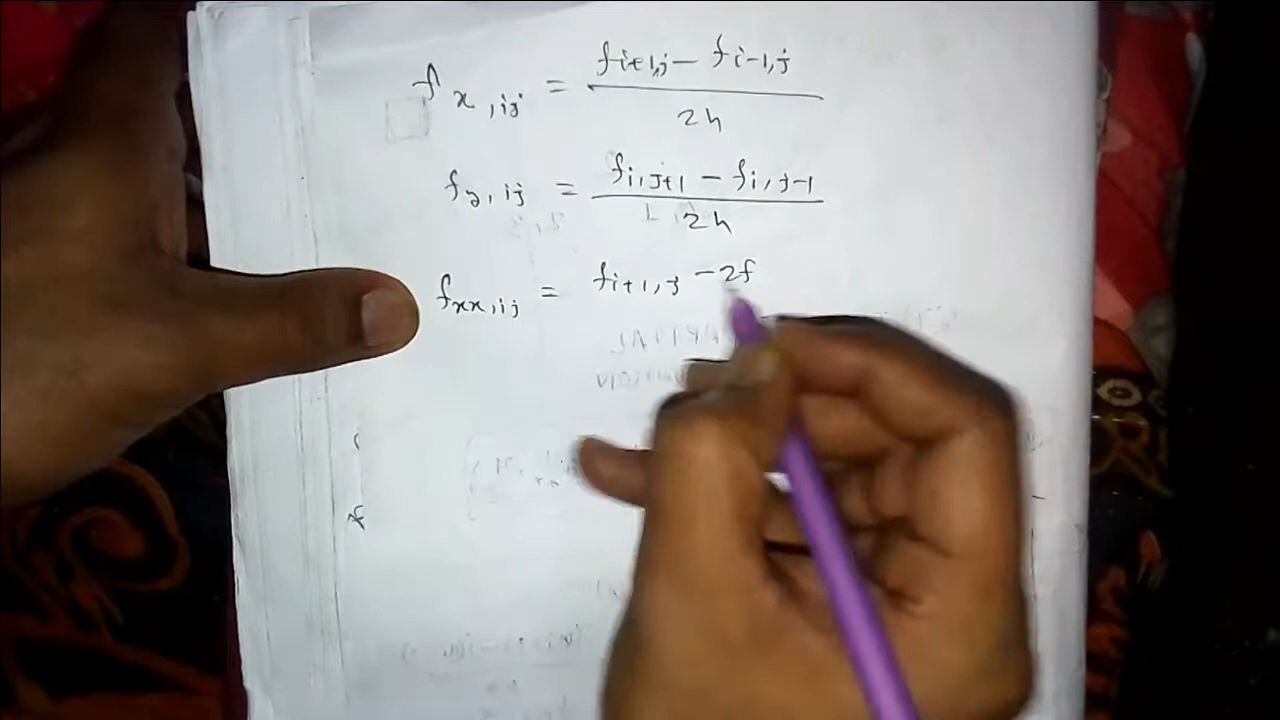 f x,ij = fi+1,j - fi-1,j / 2h
fy,ij = fi,j+1 - fi,j-1 / 2h
fxx,ij = fi+1,j - 2f